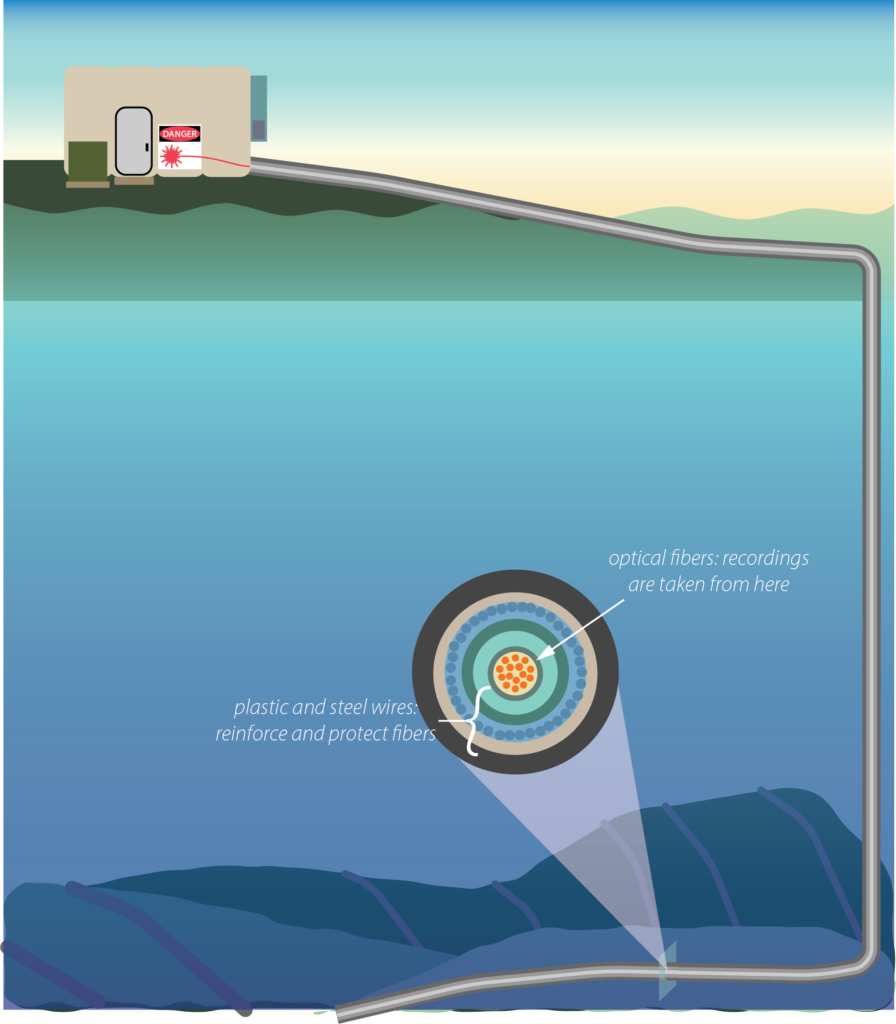 DANGER
optical fibers: recordings
are taken from here
plastic and steel wires:
reinforce and protect fibers